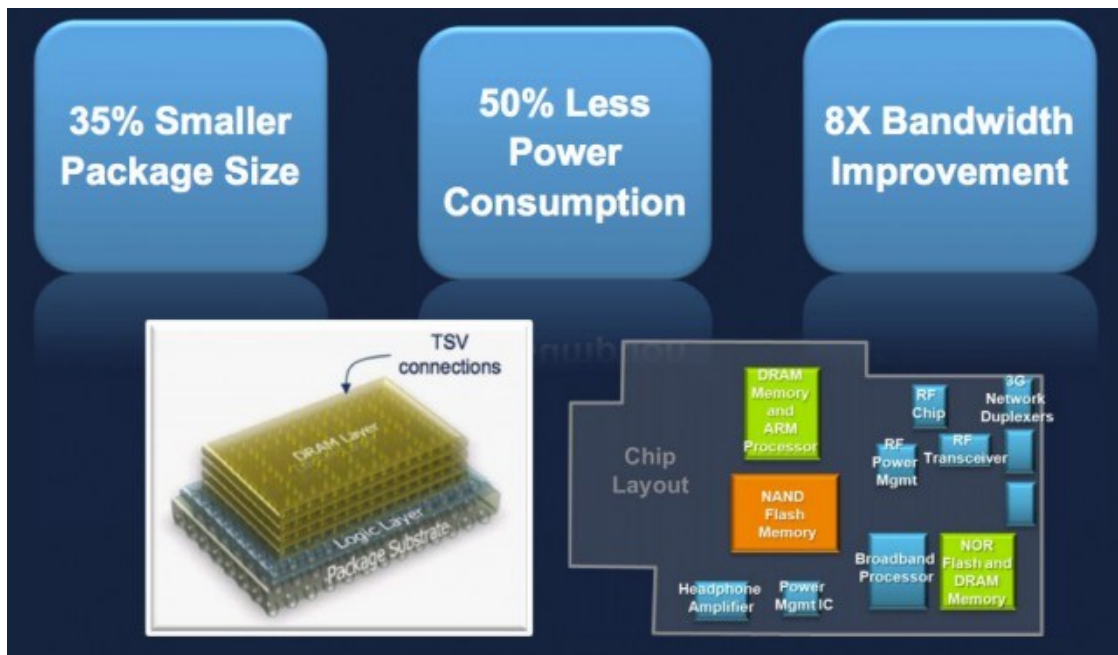 35% Smaller
Package Size
50% Less
Power
Consumption
8X Bandwidth
Improvement
TSV
connections
DRAM Layer
Logic Layer
Package Substrate
Chip
Layout
DRAM
Memory
and
ARM
Processor
NAND
Flash
Memory
RF
Chip
3G
Network
Duplexers
RF
Power
Mgmt
RF
Transceiver
Broadband
Processor
NOR
Flash and
DRAM
Memory
Headphone
Amplifier
Power
Mgmt IC